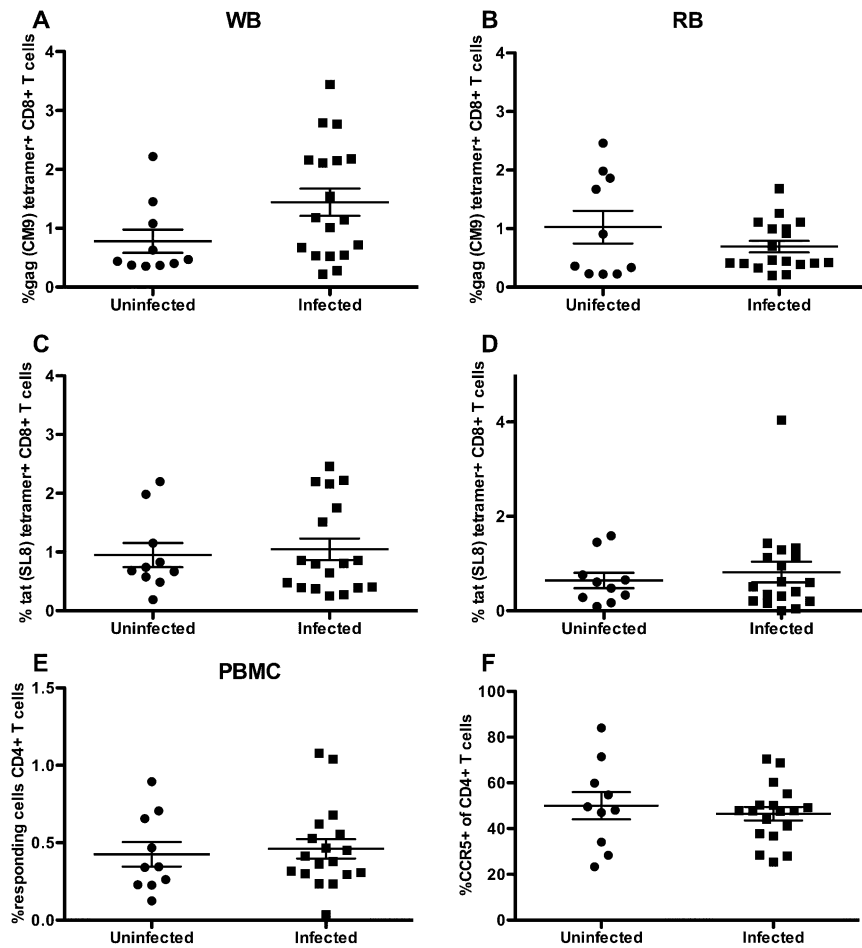 A WB
%gag (CM9) tetramer+ CD8+ T cells
4
3
2
1
0
Uninfected Infected
B RB
%gag (CM9) tetramer+ CD8+ T cells
4
3
2
1
0
Uninfected Infected
C
% tat (SL8) tetramer+ CD8+ T cells
4
3
2
1
0
Uninfected Infected
D
% tat (SL8) tetramer+ CD8+ T cells
4
2
0
Uninfected Infected
E PBMC
%responding cells CD4+ T cells
1.5
1.0
0.5
0.0
Uninfected Infected
F
%CCR5+ of CD4+ T cells
100
80
60
40
20
0
Uninfected Infected